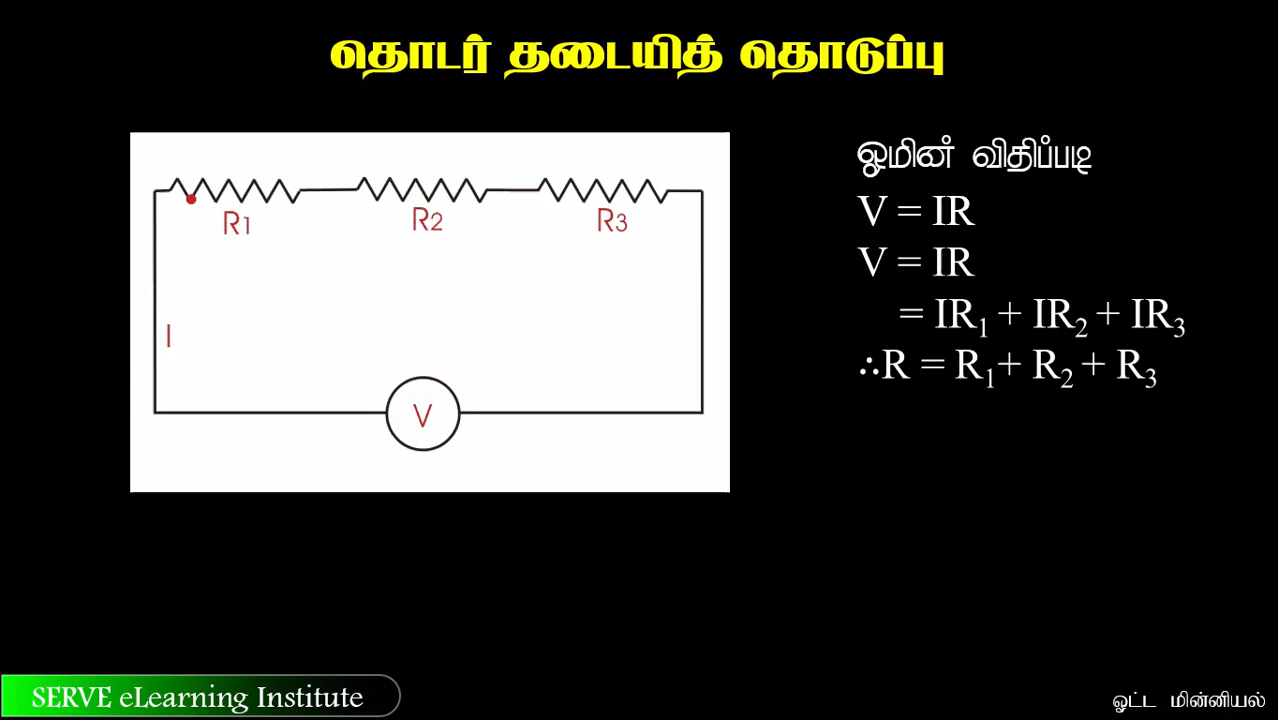 தொடர் தடையித் தொடுப்பு
R1
R2
R3
I
V
ஓமின் விதிப்படி
V = IR
V = IR
= IR₁ + IR₂ + IR₃
∴R = R₁+ R₂ + R₃
SERVE eLearning Institute
ஓட்ட மின்னியல்